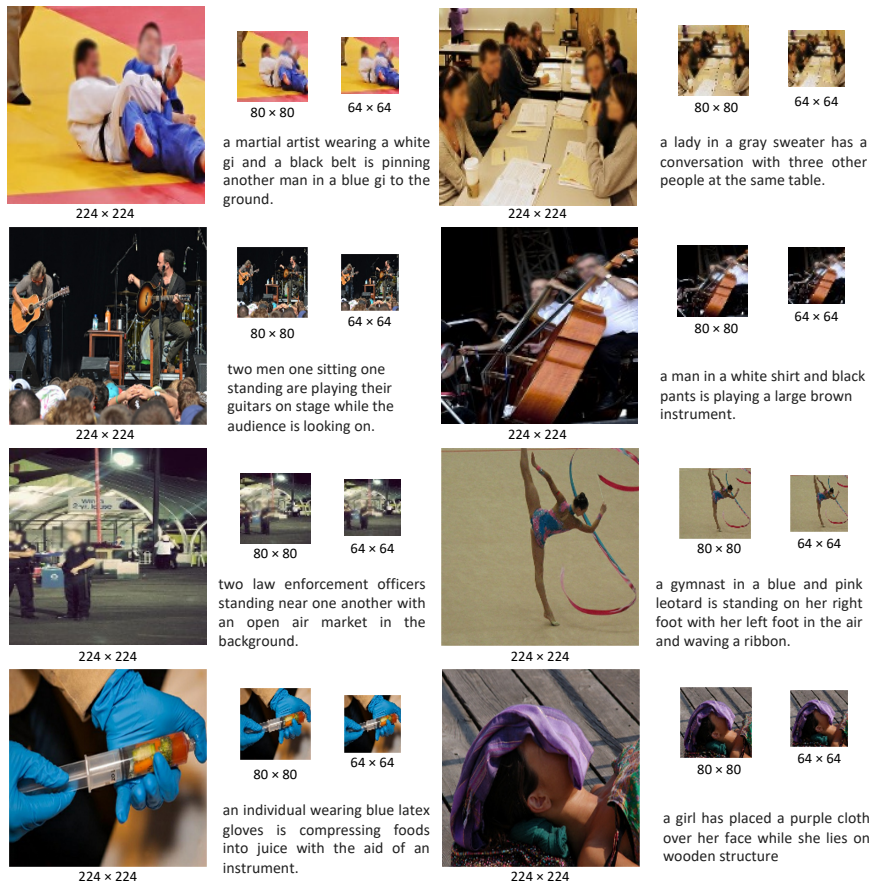 80 × 80
64 × 64
a martial artist wearing a white
gi and a black belt is pinning
another man in a blue gi to the
ground.
224 × 224
80 × 80
64 × 64
a lady in a gray sweater has a
conversation with three other
people at the same table.
224 × 224
80 × 80
64 × 64
two men one sitting one
standing are playing their
guitars on stage while the
audience is looking on.
224 × 224
80 × 80
64 × 64
a man in a white shirt and black
pants is playing a large brown
instrument.
224 × 224
80 × 80
64 × 64
two law enforcement officers
standing near one another with
an open air market in the
background.
224 × 224
80 × 80
64 × 64
a gymnast in a blue and pink
leotard is standing on her right
foot with her left foot in the air
and waving a ribbon.
224 × 224
80 × 80
64 × 64
an individual wearing blue latex
gloves is compressing foods
into juice with the aid of an
instrument.
224 × 224
80 × 80
64 × 64
a girl has placed a purple cloth
over her face while she lies on
wooden structure
224 × 224